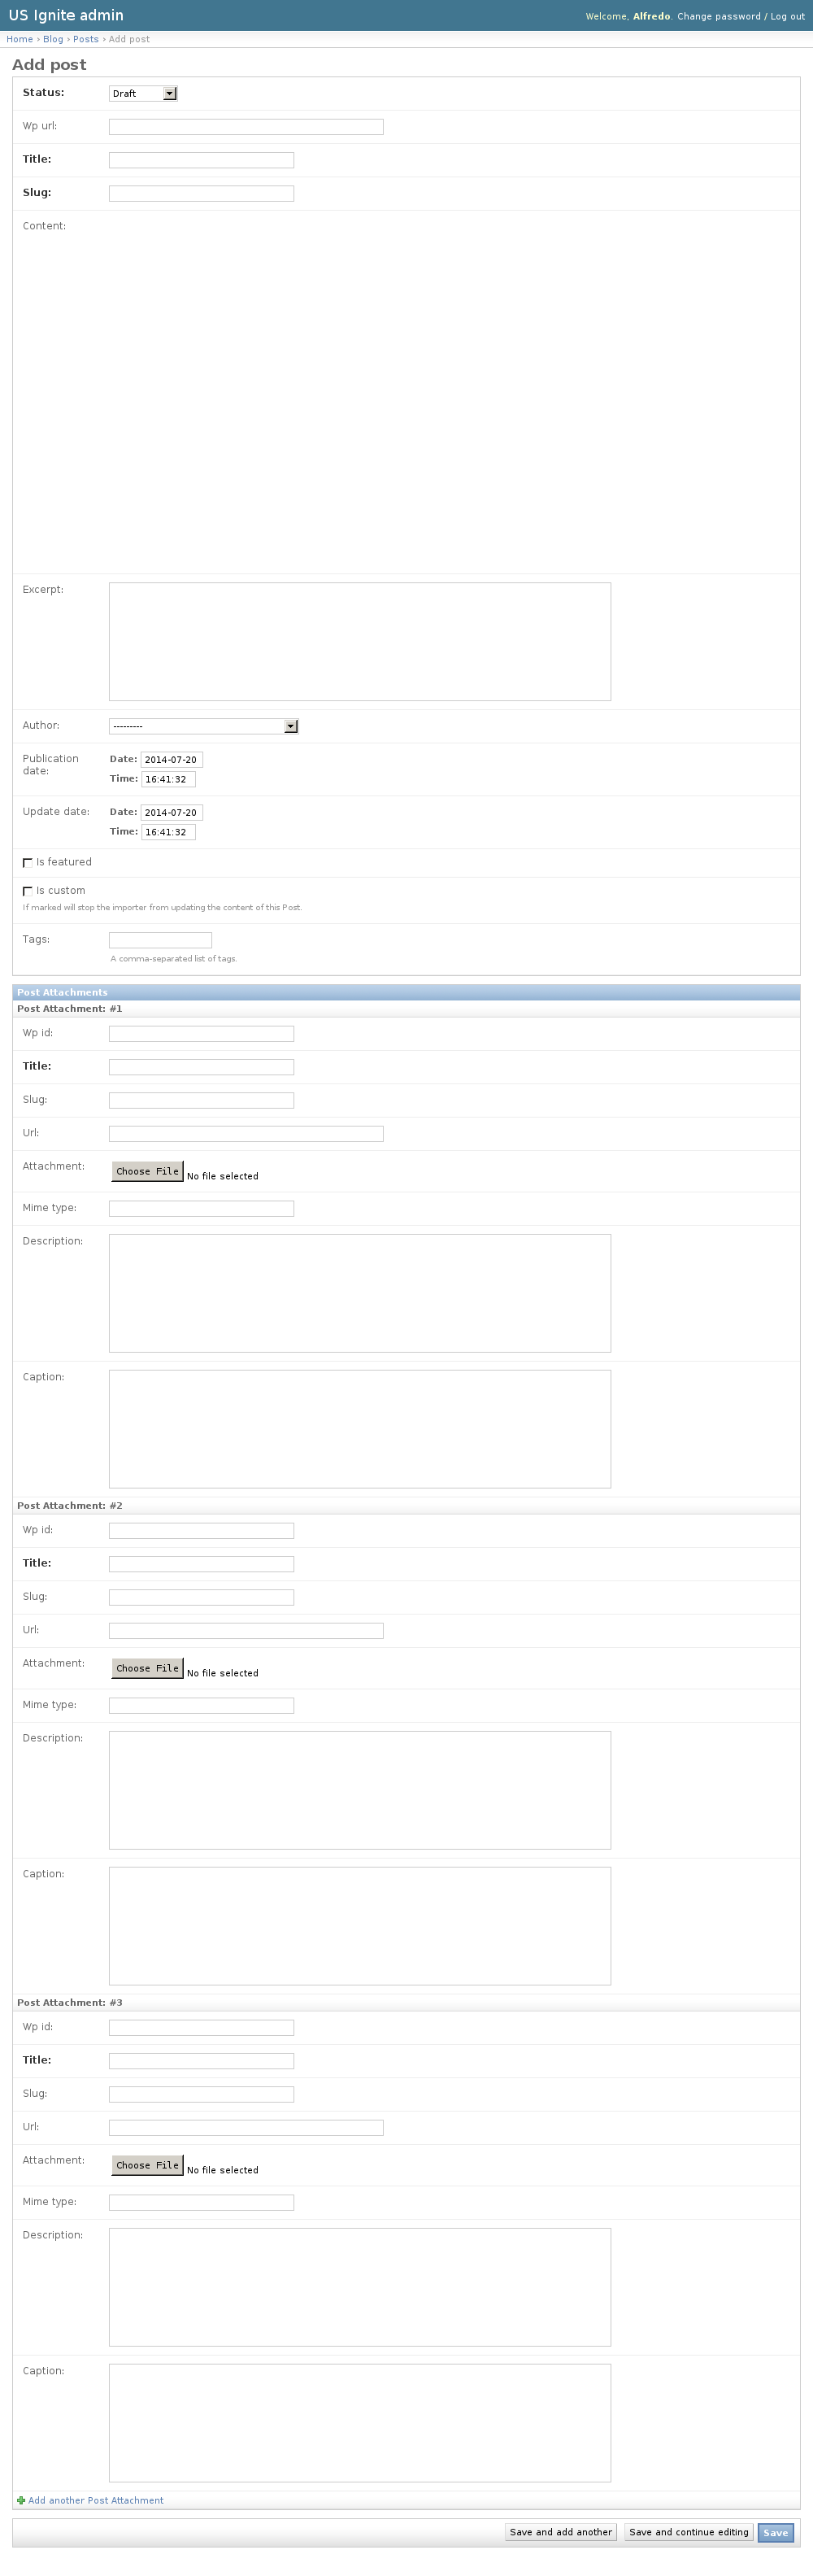 US Ignite admin
Welcome, Alfredo. Change password / Log out
Home › Blog › Posts › Add post
Add post
Status: Draft
Wp url:
Title:
Slug:
Content:
Excerpt:
Author: ---------
Publication date:
Date: 2014-07-20
Time: 16:41:32
Update date:
Date: 2014-07-20
Time: 16:41:32
Is featured
Is custom
If marked will stop the importer from updating the content of this Post.
Tags:
A comma-separated list of tags.
Post Attachments
Post Attachment: #1
Wp id:
Title:
Slug:
Url:
Attachment: Choose File No file selected
Mime type:
Description:
Caption:
Post Attachment: #2
Wp id:
Title:
Slug:
Url:
Attachment: Choose File No file selected
Mime type:
Description:
Caption:
Post Attachment: #3
Wp id:
Title:
Slug:
Url:
Attachment: Choose File No file selected
Mime type:
Description:
Caption:
Add another Post Attachment
Save and add another Save and continue editing Save